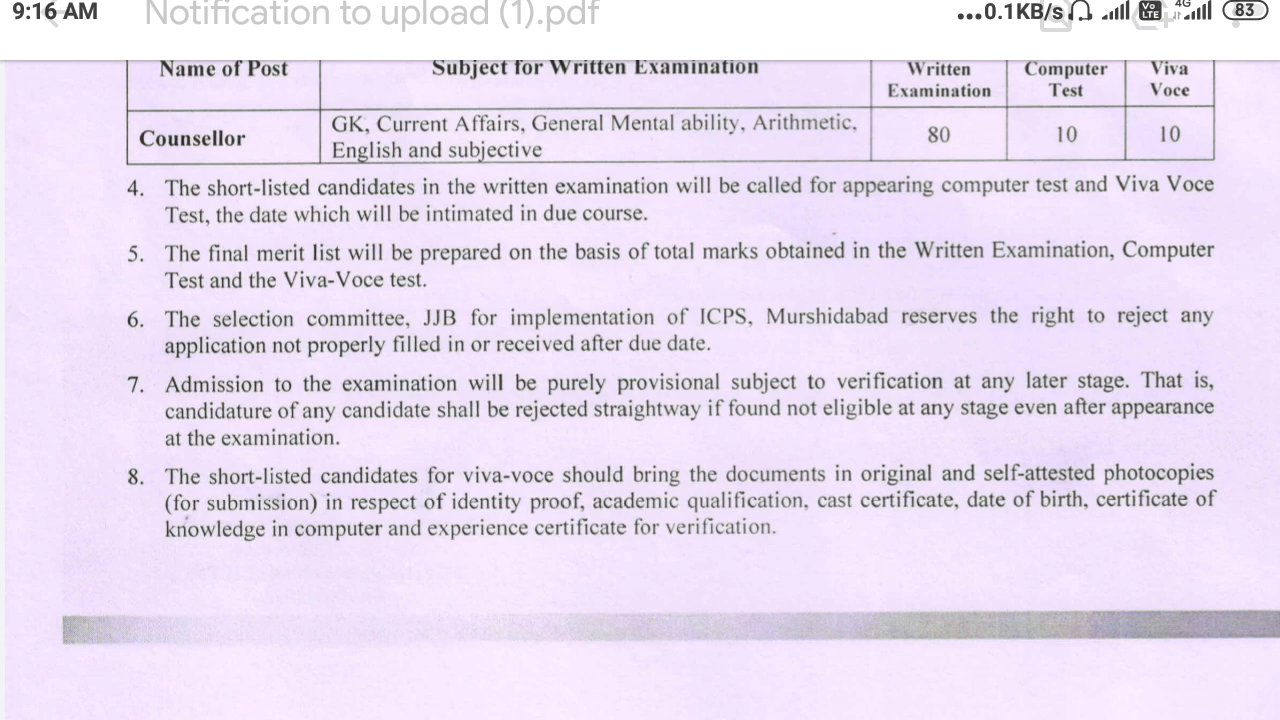 9:16 AM
Notification to upload (1).pdf
...0.1KB/s
Vo LTE
4G
83
Name of Post
Subject for Written Examination
Written Examination
Computer Test
Viva Voce
Counsellor
GK, Current Affairs, General Mental ability, Arithmetic,
English and subjective
80
10
10
4. The short-listed candidates in the written examination will be called for appearing computer test and Viva Voce
Test, the date which will be intimated in due course.
5. The final merit list will be prepared on the basis of total marks obtained in the Written Examination, Computer
Test and the Viva-Voce test.
6. The selection committee, JJB for implementation of ICPS, Murshidabad reserves the right to reject any
application not properly filled in or received after due date.
7. Admission to the examination will be purely provisional subject to verification at any later stage. That is,
candidature of any candidate shall be rejected straightway if found not eligible at any stage even after appearance
at the examination.
8. The short-listed candidates for viva-voce should bring the documents in original and self-attested photocopies
(for submission) in respect of identity proof, academic qualification, cast certificate, date of birth, certificate of
knowledge in computer and experience certificate for verification.